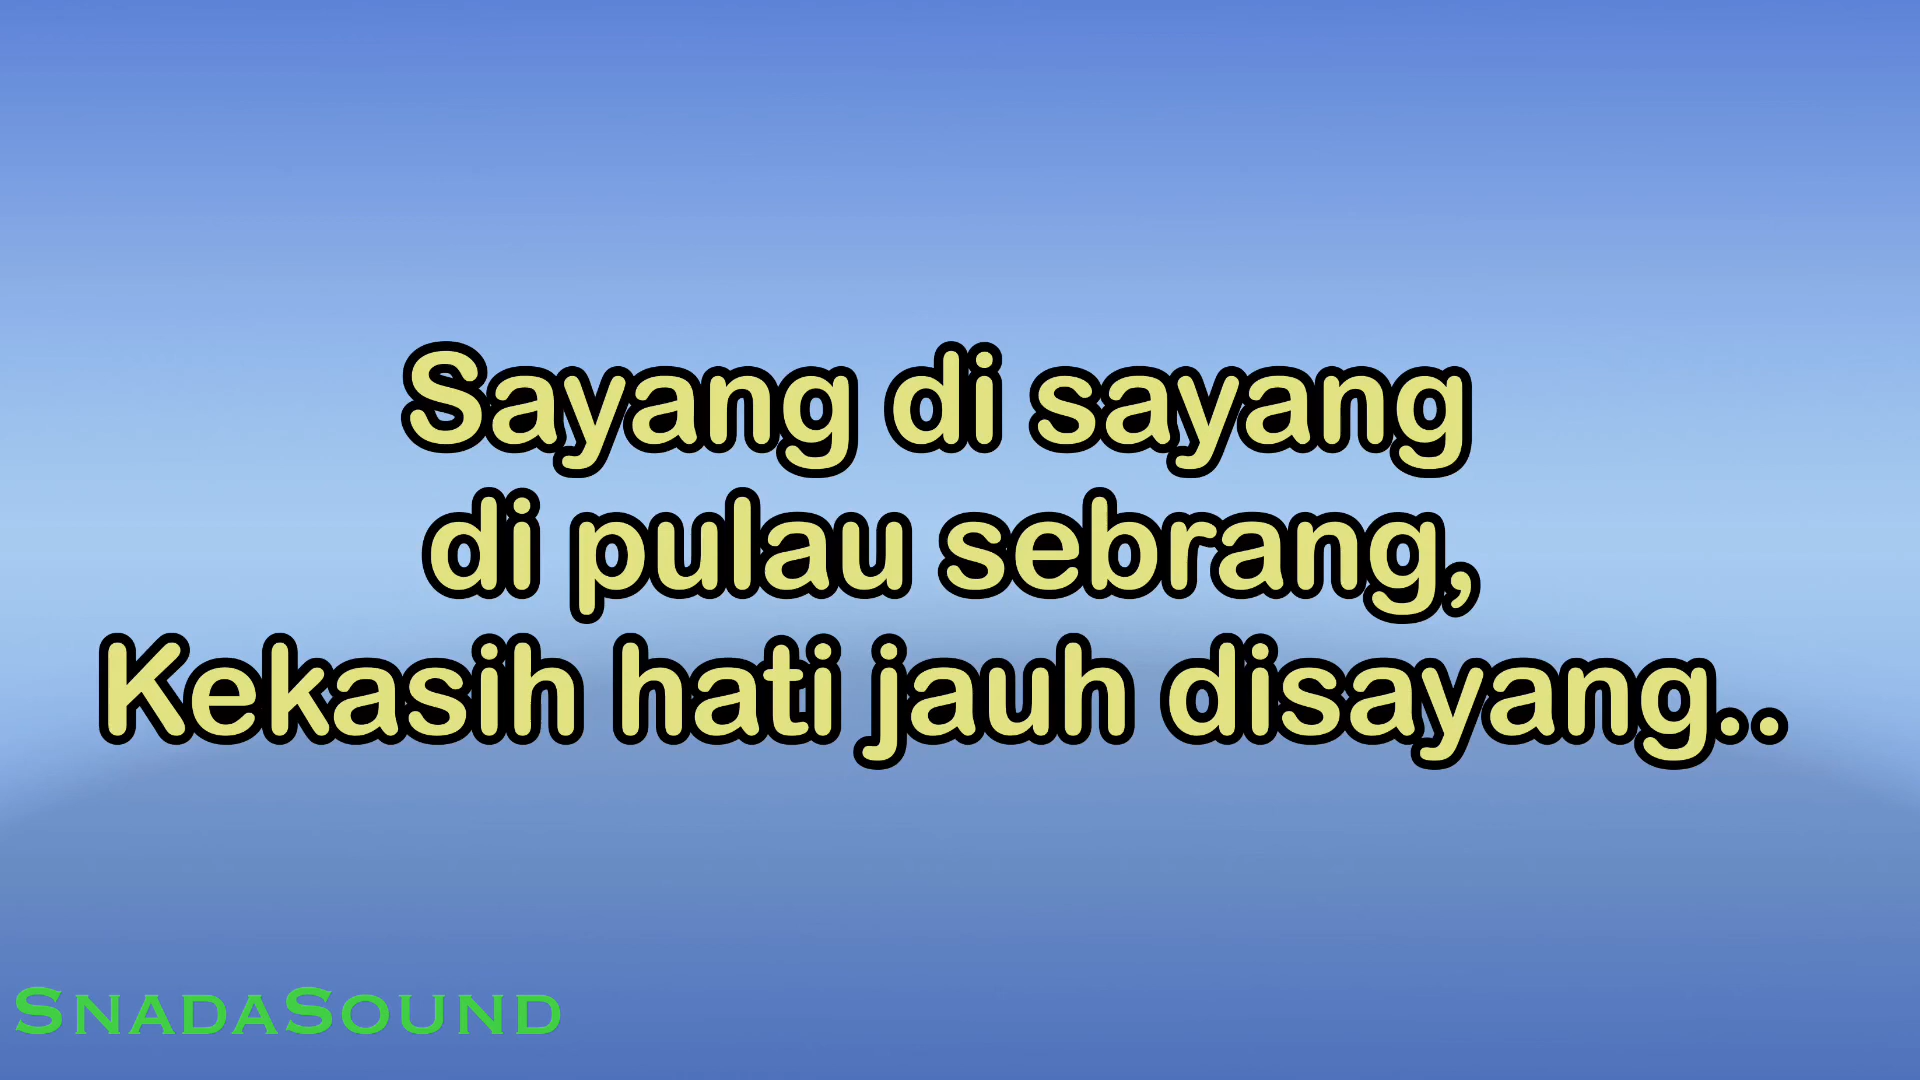 Sayang di sayang
di pulau sebrang,
Kekasih hati jauh disayang..
SnadaSound